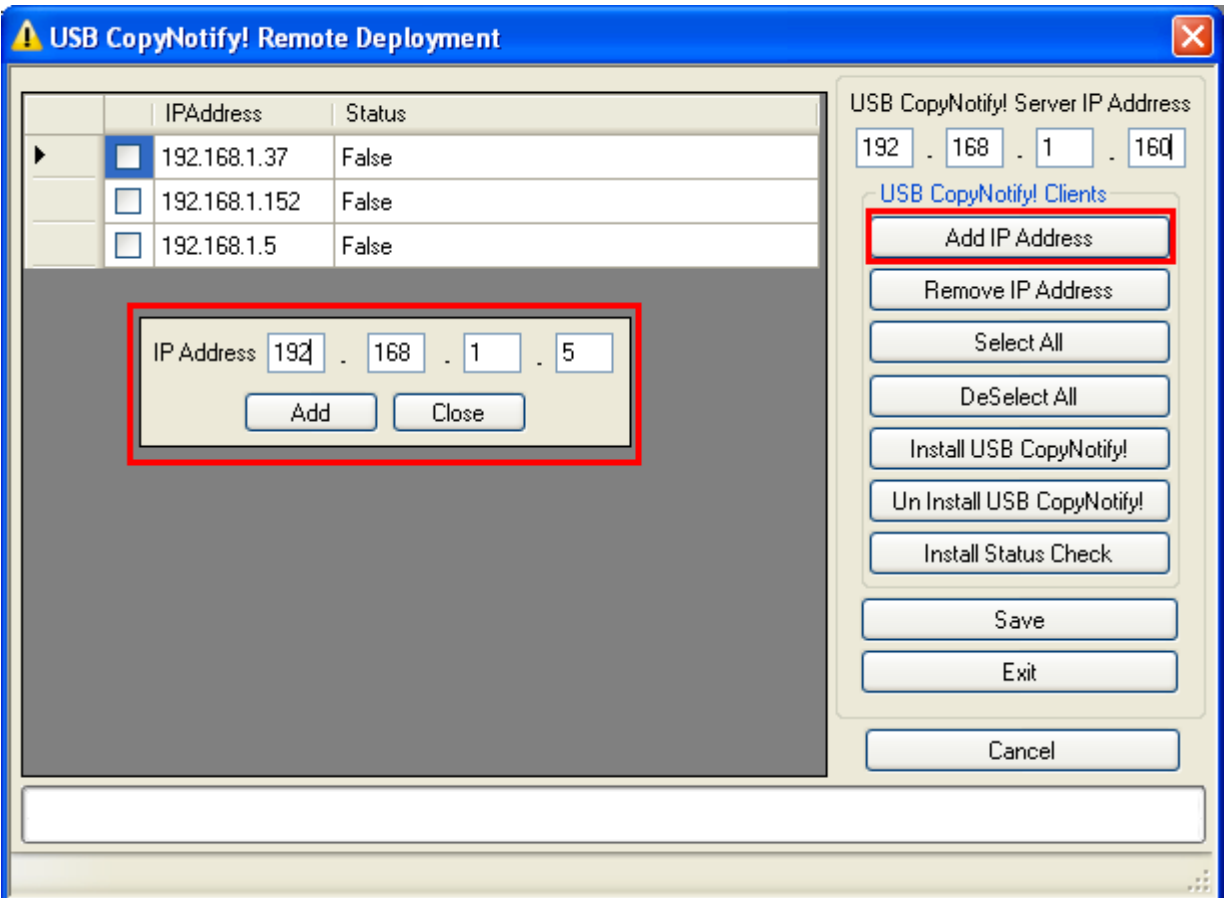 USB CopyNotify! Remote Deployment
IPAddress Status
192.168.1.37 False
192.168.1.152 False
192.168.1.5 False
IP Address 192 . 168 . 1 . 5
Add Close
USB CopyNotify! Server IP Addrress
192 . 168 . 1 . 160
USB CopyNotify! Clients
Add IP Address
Remove IP Address
Select All
DeSelect All
Install USB CopyNotify!
Un Install USB CopyNotify!
Install Status Check
Save
Exit
Cancel